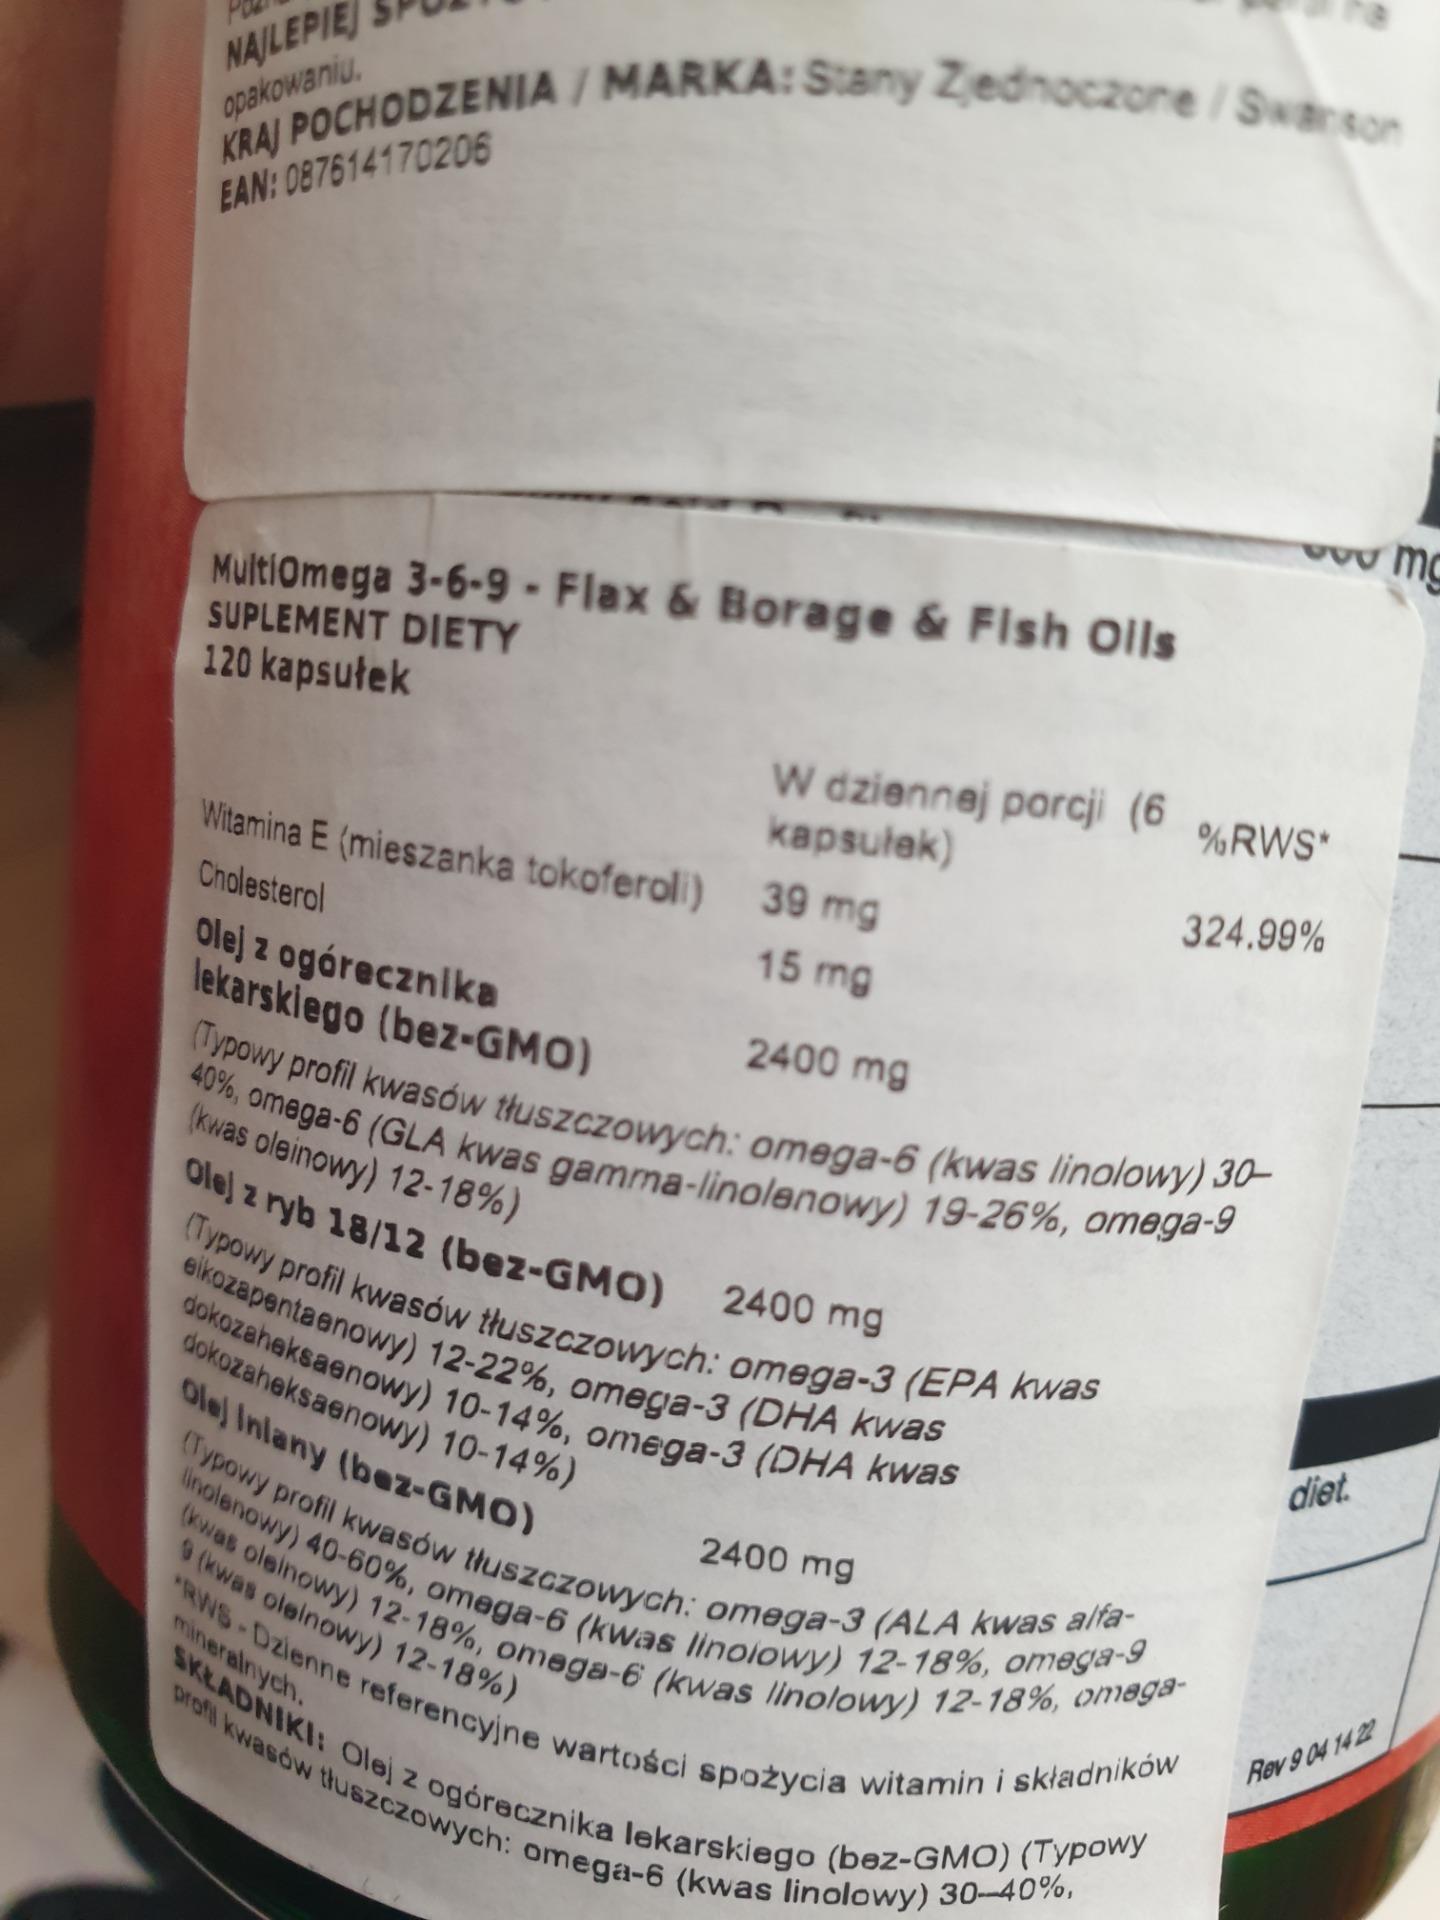 NAJLEPIEJ
opakowaniu.
KRAJ POCHODZENIA / MARKA: Stany Zjednoczone / Swanson
EAN: 087614170206
mg
MultiOmega 3-6-9 - Flax & Borage & Fish Oils
SUPLEMENT DIETY
120 kapsułek
W dziennej porcji (6 kapsułek) %RWS*
Witamina E (mieszanka tokoferoli) 39 mg 324.99%
Cholesterol 15 mg
Olej z ogórecznika
lekarskiego (bez-GMO) 2400 mg
(Typowy profil kwasów tłuszczowych: omega-6 (kwas linolowy) 30–
40%, omega-6 (GLA kwas gamma-linolenowy) 19-26%, omega-9
(kwas oleinowy) 12-18%)
Olej z ryb 18/12 (bez-GMO) 2400 mg
(Typowy profil kwasów tłuszczowych: omega-3 (EPA kwas
eikozapentaenowy) 12-22%, omega-3 (DHA kwas
dokozaheksaenowy) 10-14%, omega-3 (DHA kwas
dokozaheksaenowy) 10-14%)
Olej lniany (bez-GMO) 2400 mg
(Typowy profil kwasów tłuszczowych: omega-3 (ALA kwas alfa-
linolenowy) 40-60%, omega-6 (kwas linolowy) 12-18%, omega-9
(kwas oleinowy) 12-18%, omega-6 (kwas linolowy) 12-18%, omega-
9 (kwas oleinowy) 12-18%)
*RWS - Dzienne referencyjne wartości spożycia witamin i składników
mineralnych.
SKŁADNIKI: Olej z ogórecznika lekarskiego (bez-GMO) (Typowy
profil kwasów tłuszczowych: omega-6 (kwas linolowy) 30–40%,
diet.
Rev 9 04 14 22